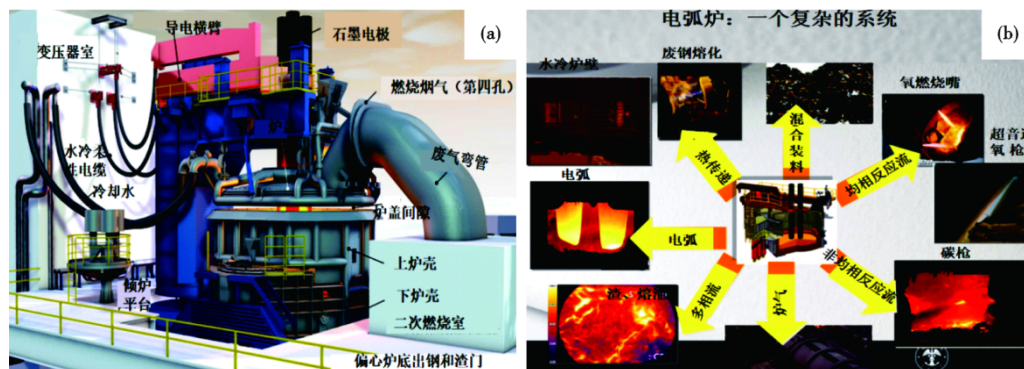 (a)
导电横臂
石墨电极
变压器室
燃烧烟气（第四孔）
炉
废气弯管
水冷柔
性电缆
冷却水
炉盖间隙
上炉壳
倾炉
平台
下炉壳
二次燃烧室
偏心炉底出钢和渣门
电弧炉：一个复杂的系统
(b)
水冷炉壁
废钢熔化
氧燃烧嘴
混合装料
超音速
氧枪
热传递
均相反应流
电弧
电弧
碳枪
非均相反应流
渣、熔池
多相流
炉气